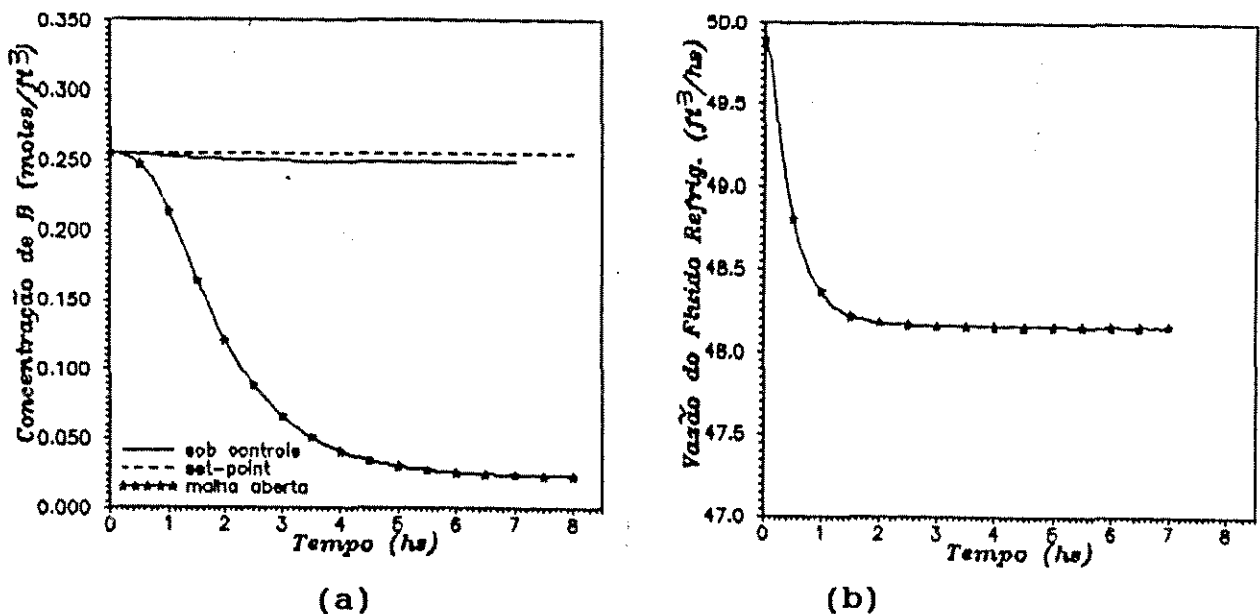 Concentração de B (moles/ft³)
0.350
0.300
0.250
0.200
0.150
0.100
0.050
0.000
sob controle
set-point
malha aberta
0 1 2 3 4 5 6 7 8
Tempo (hs)
(a)
Vazão do Fluido Refrig. (ft³/hs)
50.0
49.5
49.0
48.5
48.0
47.5
47.0
0 1 2 3 4 5 6 7 8
Tempo (hs)
(b)